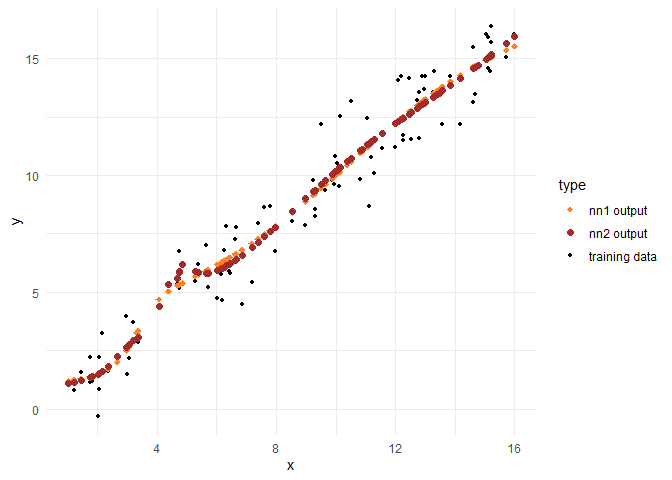 15
10
5
0
y
4
8
12
16
x
type
nn1 output
nn2 output
training data